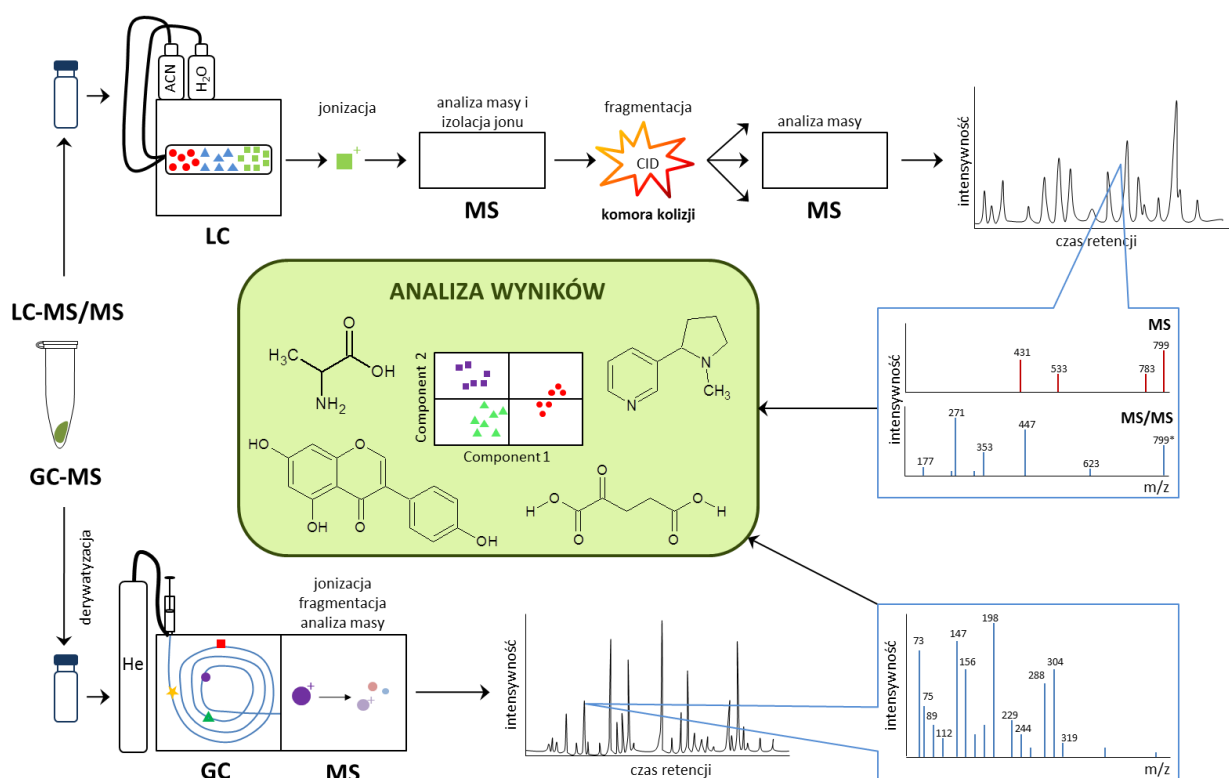 ACN
H2O
LC
jonizacja
+
analiza masy i
izolacja jonu
MS
fragmentacja
CID
komora kolizji
analiza masy
MS
intensywność
czas retencji
LC-MS/MS
GC-MS
derywatyzacja
ANALIZA WYNIKÓW
H3C
O
OH
NH2
Component 2
Component 1
N
N
CH3
HO
O
OH
O
OH
H
O
O
O
O
O
H
intensywność
MS
431
533
783
799
intensywność
MS/MS
177
271
353
447
623
799*
m/z
He
GC
jonizacja
fragmentacja
analiza masy
+
+
MS
intensywność
czas retencji
intensywność
73
75
89
112
147
156
198
229
244
288
304
319
m/z